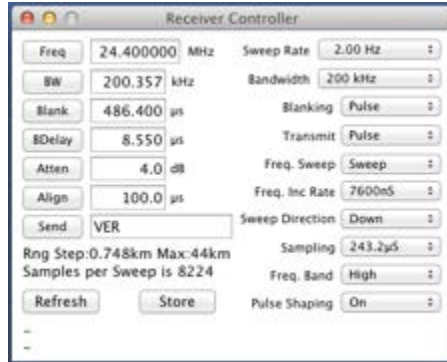 Receiver Controller
Freq 24.400000 MHz
BW 200.357 kHz
Blank 486.400 µs
BDelay 8.550 µs
Atten 4.0 dB
Align 100.0 µs
Send VER
Rng Step:0.748km Max:44km
Samples per Sweep is 8224
Refresh Store
Sweep Rate 2.00 Hz
Bandwidth 200 kHz
Blanking Pulse
Transmit Pulse
Freq. Sweep Sweep
Freq. Inc Rate 7600nS
Sweep Direction Down
Sampling 243.2µS
Freq. Band High
Pulse Shaping On